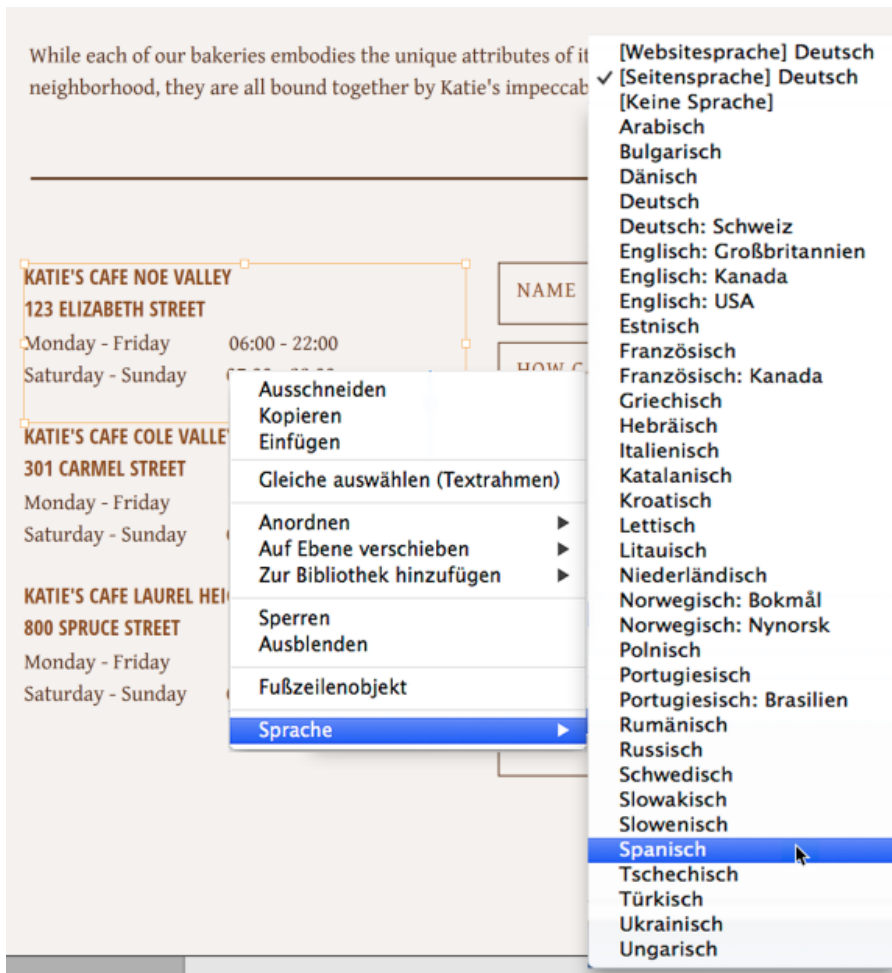 While each of our bakeries embodies the unique attributes of it
neighborhood, they are all bound together by Katie's impeccab
KATIE'S CAFE NOE VALLEY
123 ELIZABETH STREET
Monday - Friday 06:00 - 22:00
Saturday - Sunday
KATIE'S CAFE COLE VALLE
301 CARMEL STREET
Monday - Friday
Saturday - Sunday
KATIE'S CAFE LAUREL HEI
800 SPRUCE STREET
Monday - Friday
Saturday - Sunday
NAME
HOW C
Ausschneiden
Kopieren
Einfügen
Gleiche auswählen (Textrahmen)
Anordnen
Auf Ebene verschieben
Zur Bibliothek hinzufügen
Sperren
Ausblenden
Fußzeilenobjekt
Sprache
[Websitesprache] Deutsch
✓ [Seitensprache] Deutsch
[Keine Sprache]
Arabisch
Bulgarisch
Dänisch
Deutsch
Deutsch: Schweiz
Englisch: Großbritannien
Englisch: Kanada
Englisch: USA
Estnisch
Französisch
Französisch: Kanada
Griechisch
Hebräisch
Italienisch
Katalanisch
Kroatisch
Lettisch
Litauisch
Niederländisch
Norwegisch: Bokmål
Norwegisch: Nynorsk
Polnisch
Portugiesisch
Portugiesisch: Brasilien
Rumänisch
Russisch
Schwedisch
Slowakisch
Slowenisch
Spanisch
Tschechisch
Türkisch
Ukrainisch
Ungarisch